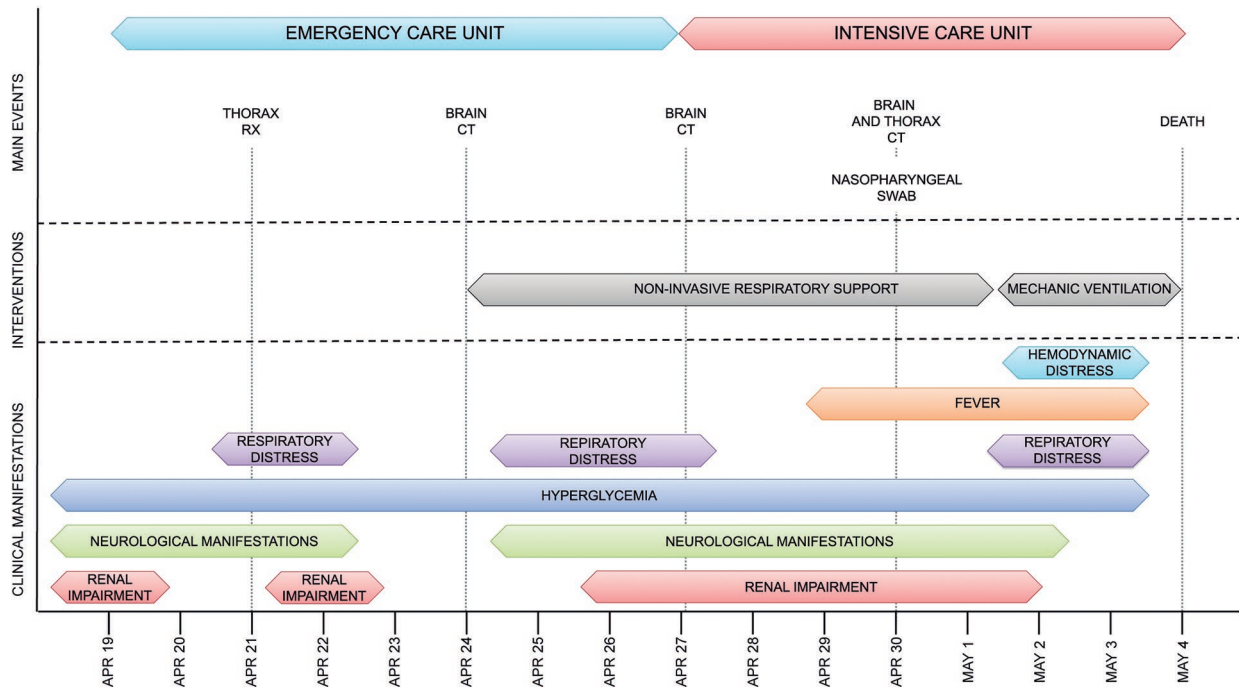 MAIN EVENTS
EMERGENCY CARE UNIT
INTENSIVE CARE UNIT
THORAX
RX
BRAIN
CT
BRAIN
CT
BRAIN
AND THORAX
CT
NASOPHARYNGEAL
SWAB
DEATH
INTERVENTIONS
NON-INVASIVE RESPIRATORY SUPPORT
MECHANIC VENTILATION
CLINICAL MANIFESTATIONS
HEMODYNAMIC
DISTRESS
FEVER
RESPIRATORY
DISTRESS
REPIRATORY
DISTRESS
REPIRATORY
DISTRESS
HYPERGLYCEMIA
NEUROLOGICAL MANIFESTATIONS
NEUROLOGICAL MANIFESTATIONS
RENAL
IMPAIRMENT
RENAL
IMPAIRMENT
RENAL IMPAIRMENT
APR 19
APR 20
APR 21
APR 22
APR 23
APR 24
APR 25
APR 26
APR 27
APR 28
APR 29
APR 30
MAY 1
MAY 2
MAY 3
MAY 4